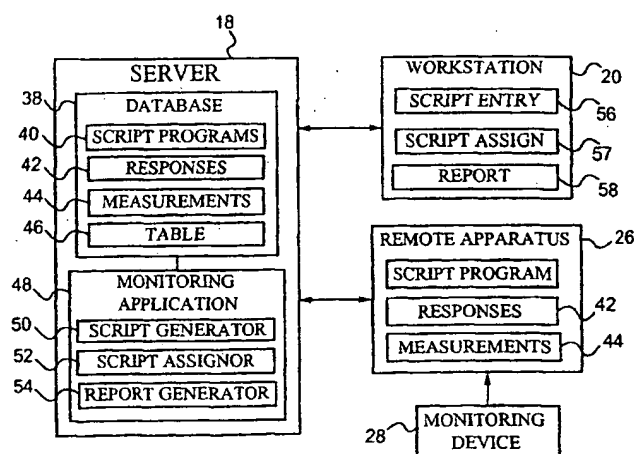 18
SERVER
38
DATABASE
40
SCRIPT PROGRAMS
42
RESPONSES
44
MEASUREMENTS
46
TABLE
48
MONITORING
APPLICATION
50
SCRIPT GENERATOR
52
SCRIPT ASSIGNOR
54
REPORT GENERATOR
WORKSTATION
20
SCRIPT ENTRY
56
SCRIPT ASSIGN
57
REPORT
58
REMOTE APPARATUS
26
SCRIPT PROGRAM
RESPONSES
42
MEASUREMENTS
44
28
MONITORING
DEVICE